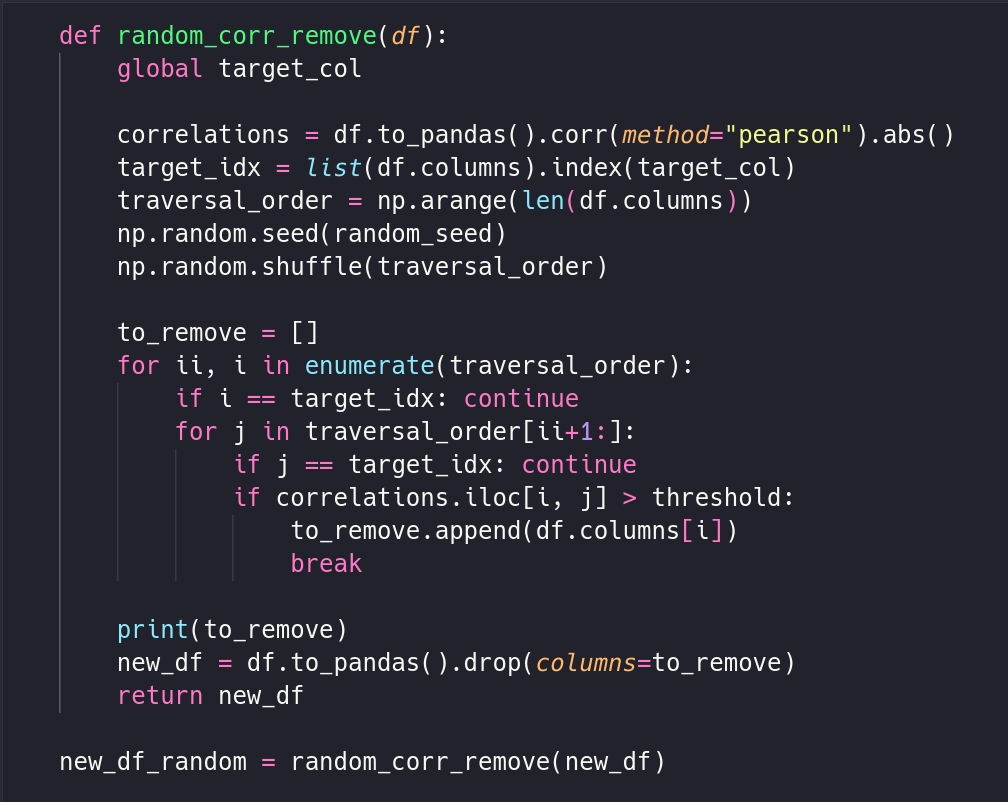 def random_corr_remove(df):
    global target_col

    correlations = df.to_pandas().corr(method="pearson").abs()
    target_idx = list(df.columns).index(target_col)
    traversal_order = np.arange(len(df.columns))
    np.random.seed(random_seed)
    np.random.shuffle(traversal_order)

    to_remove = []
    for ii, i in enumerate(traversal_order):
        if i == target_idx: continue
        for j in traversal_order[ii+1:]:
            if j == target_idx: continue
            if correlations.iloc[i, j] > threshold:
                to_remove.append(df.columns[i])
                break

    print(to_remove)
    new_df = df.to_pandas().drop(columns=to_remove)
    return new_df

new_df_random = random_corr_remove(new_df)